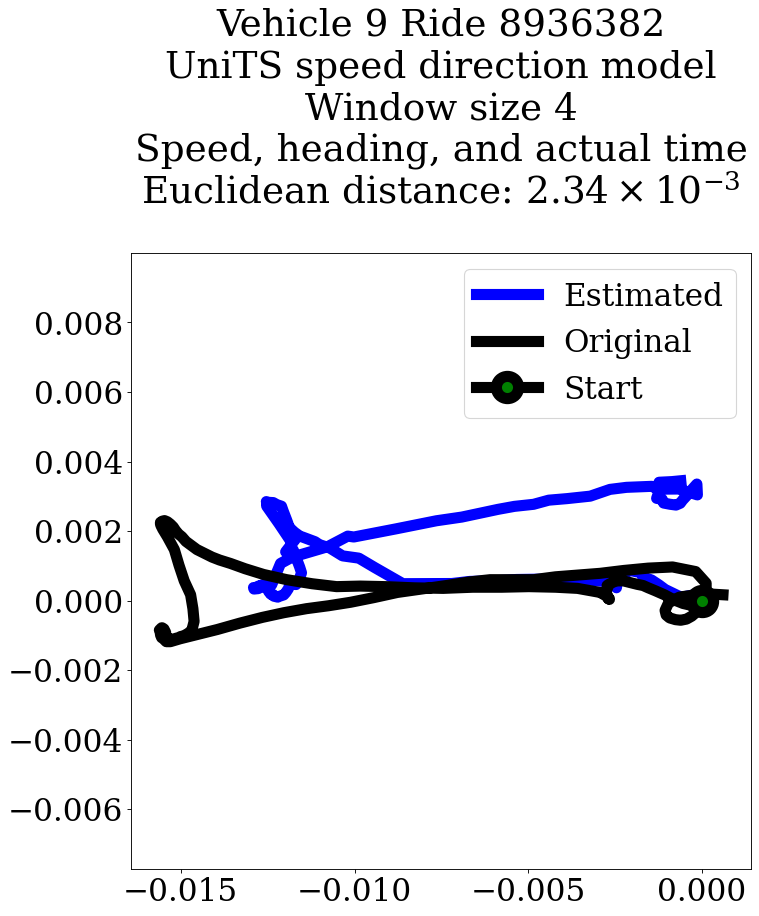 Vehicle 9 Ride 8936382
UniTS speed direction model
Window size 4
Speed, heading, and actual time
Euclidean distance: 2.34 × 10⁻³
Estimated
Original
Start
0.008
0.006
0.004
0.002
0.000
−0.002
−0.004
−0.006
−0.015 −0.010 −0.005 0.000